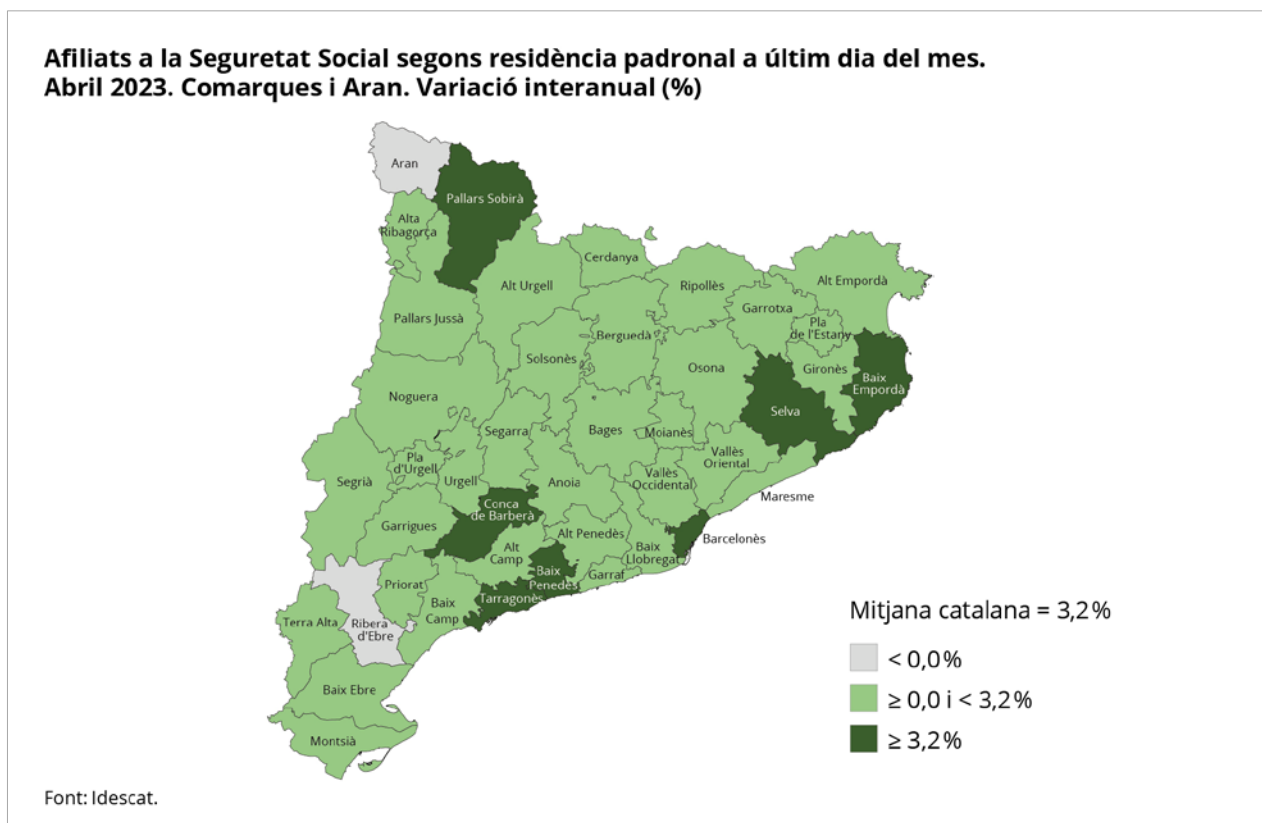 Afiliats a la Seguretat Social segons residència padronal a últim dia del mes.
Abril 2023. Comarques i Aran. Variació interanual (%)
Aran
Pallars Sobirà
Alta
Ribagorça
Cerdanya
Alt Urgell
Ripollès
Alt Empordà
Garrotxa
Pallars Jussà
Pla
de l'Estany
Berguedà
Solsonès
Osona
Gironès
Baix
Empordà
Noguera
Selva
Segarra
Bages
Moianès
Vallès
Oriental
Pla
d'Urgell
Segrià
Urgell
Anoia
Vallès
Occidental
Maresme
Conca
de Barberà
Garrigues
Alt Penedès
Barcelonès
Alt
Camp
Baix
Llobregat
Baix
Penedès
Garraf
Priorat
Tarragonès
Baix
Camp
Terra Alta
Ribera
d'Ebre
Baix Ebre
Montsià
Mitjana catalana = 3,2%
< 0,0%
≥ 0,0 i < 3,2%
≥ 3,2%
Font: Idescat.